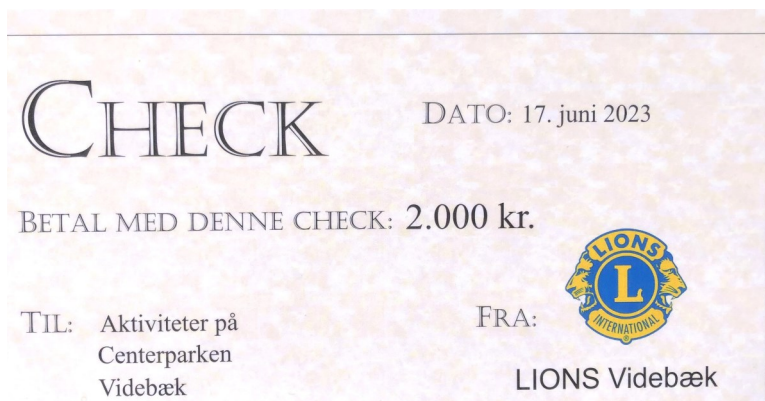 CHECK
DATO: 17. juni 2023
BETAL MED DENNE CHECK: 2.000 kr.
TIL: Aktiviteter på
Centerparken
Videbæk
FRA:
LIONS
L
INTERNATIONAL
®
LIONS Videbæk